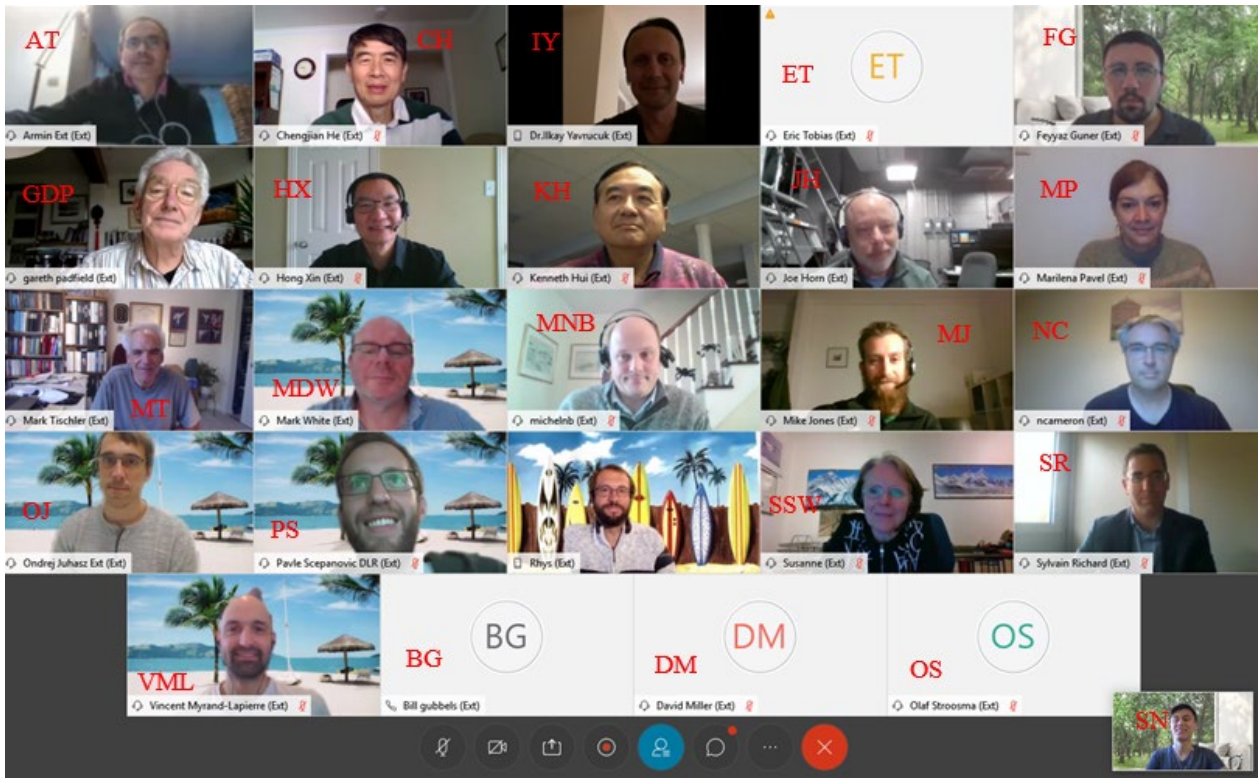 AT
CH
IY
ET
ET
FG
Armin Ext (Ext)
Chengjian He (Ext)
Dr.Ilkay Yavrucuk (Ext)
Eric Tobias (Ext)
Feyyaz Guner (Ext)
GDP
HX
KH
JH
MP
gareth padfield (Ext)
Hong Xin (Ext)
Kenneth Hui (Ext)
Joe Horn (Ext)
Marilena Pavel (Ext)
MT
MDW
MNB
MJ
NC
Mark Tischler (Ext)
Mark White (Ext)
michelnb (Ext)
Mike Jones (Ext)
ncameron (Ext)
OJ
PS
SSW
SR
Ondrej Juhasz Ext (Ext)
Pavle Scepanovic DLR (Ext)
Rhys (Ext)
Susanne (Ext)
Sylvain Richard (Ext)
VML
BG
BG
DM
DM
OS
OS
Vincent Myrand-Lapierre (Ext)
Bill gubbels (Ext)
David Miller (Ext)
Olaf Stroosma (Ext)
SN